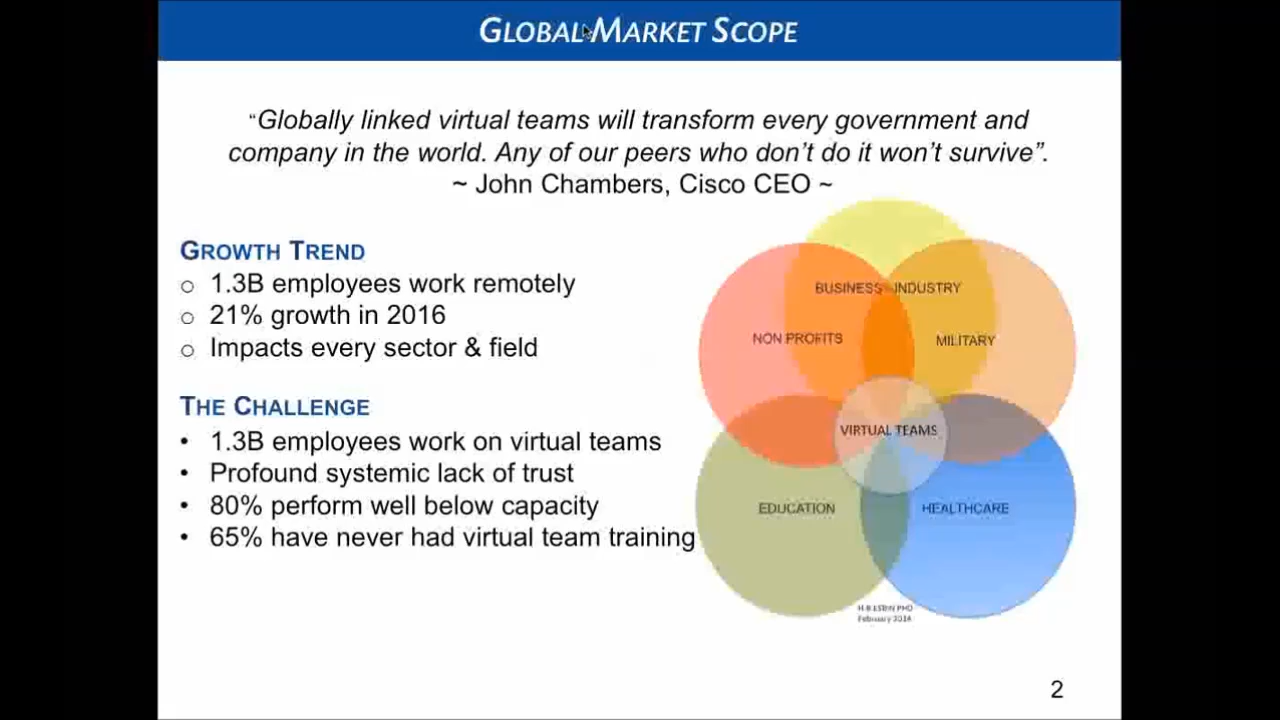 GLOBAL MARKET SCOPE
“Globally linked virtual teams will transform every government and
company in the world. Any of our peers who don’t do it won’t survive”.
~ John Chambers, Cisco CEO ~
GROWTH TREND
o 1.3B employees work remotely
o 21% growth in 2016
o Impacts every sector & field
THE CHALLENGE
• 1.3B employees work on virtual teams
• Profound systemic lack of trust
• 80% perform well below capacity
• 65% have never had virtual team training
BUSINESS - INDUSTRY
NON PROFITS
MILITARY
VIRTUAL TEAMS
EDUCATION
HEALTHCARE
PHD
February 2014
2